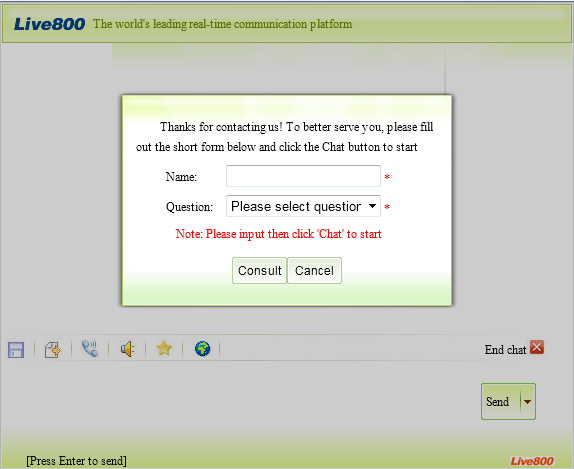 Live800 The world's leading real-time communication platform
Thanks for contacting us! To better serve you, please fill
out the short form below and click the Chat button to start
Name: *
Question: Please select question *
Note: Please input then click 'Chat' to start
Consult Cancel
End chat
Send
[Press Enter to send] Live800